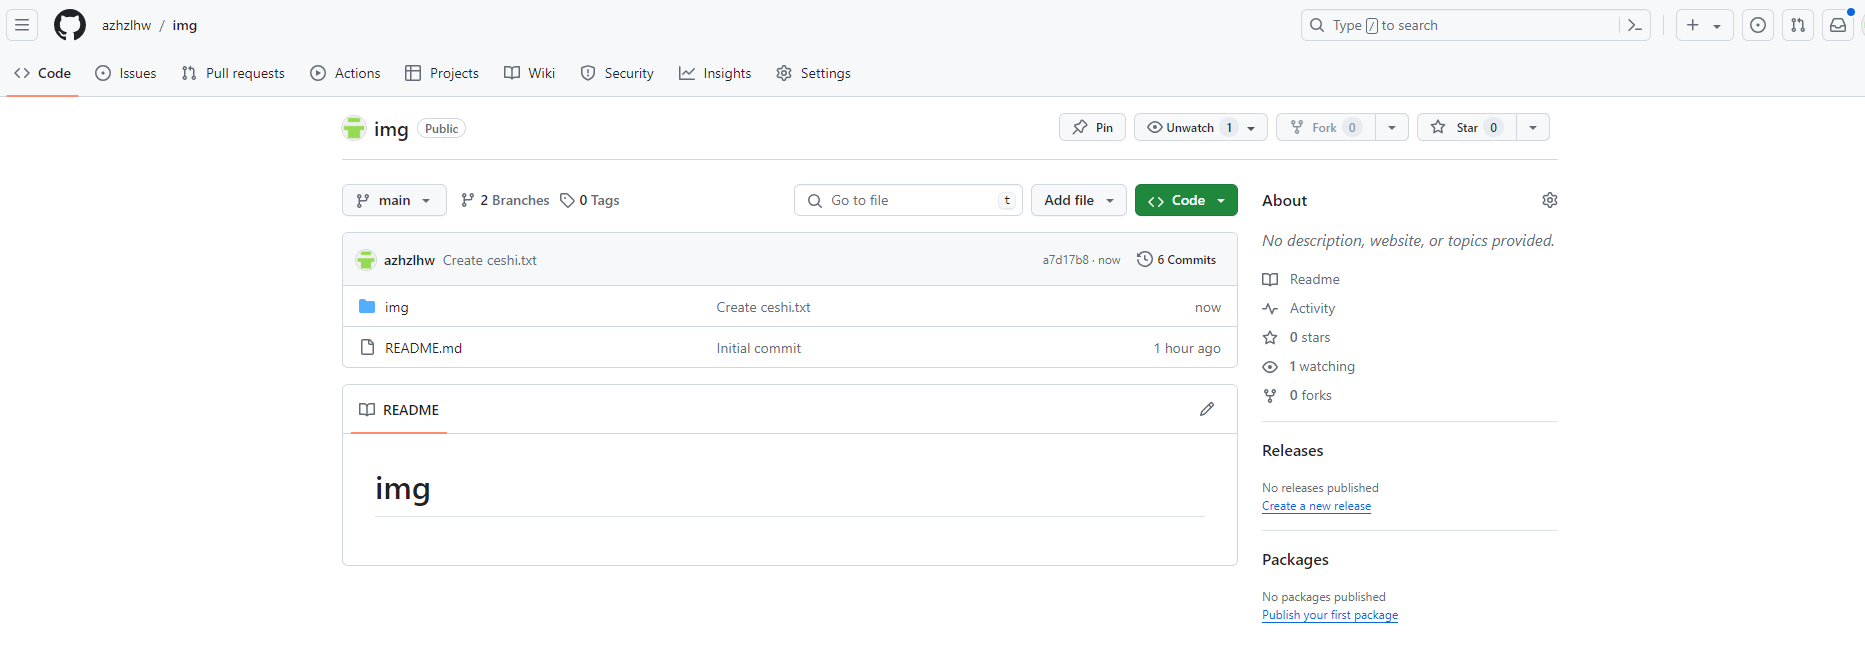 azhzlhw / img
Type / to search
Code Issues Pull requests Actions Projects Wiki Security Insights Settings
img Public
Pin Unwatch 1 Fork 0 Star 0
main 2 Branches 0 Tags Go to file t Add file Code
azhzlhw Create ceshi.txt a7d17b8 · now 6 Commits
img Create ceshi.txt now
README.md Initial commit 1 hour ago
README
img
About
No description, website, or topics provided.
Readme
Activity
0 stars
1 watching
0 forks
Releases
No releases published
Create a new release
Packages
No packages published
Publish your first package